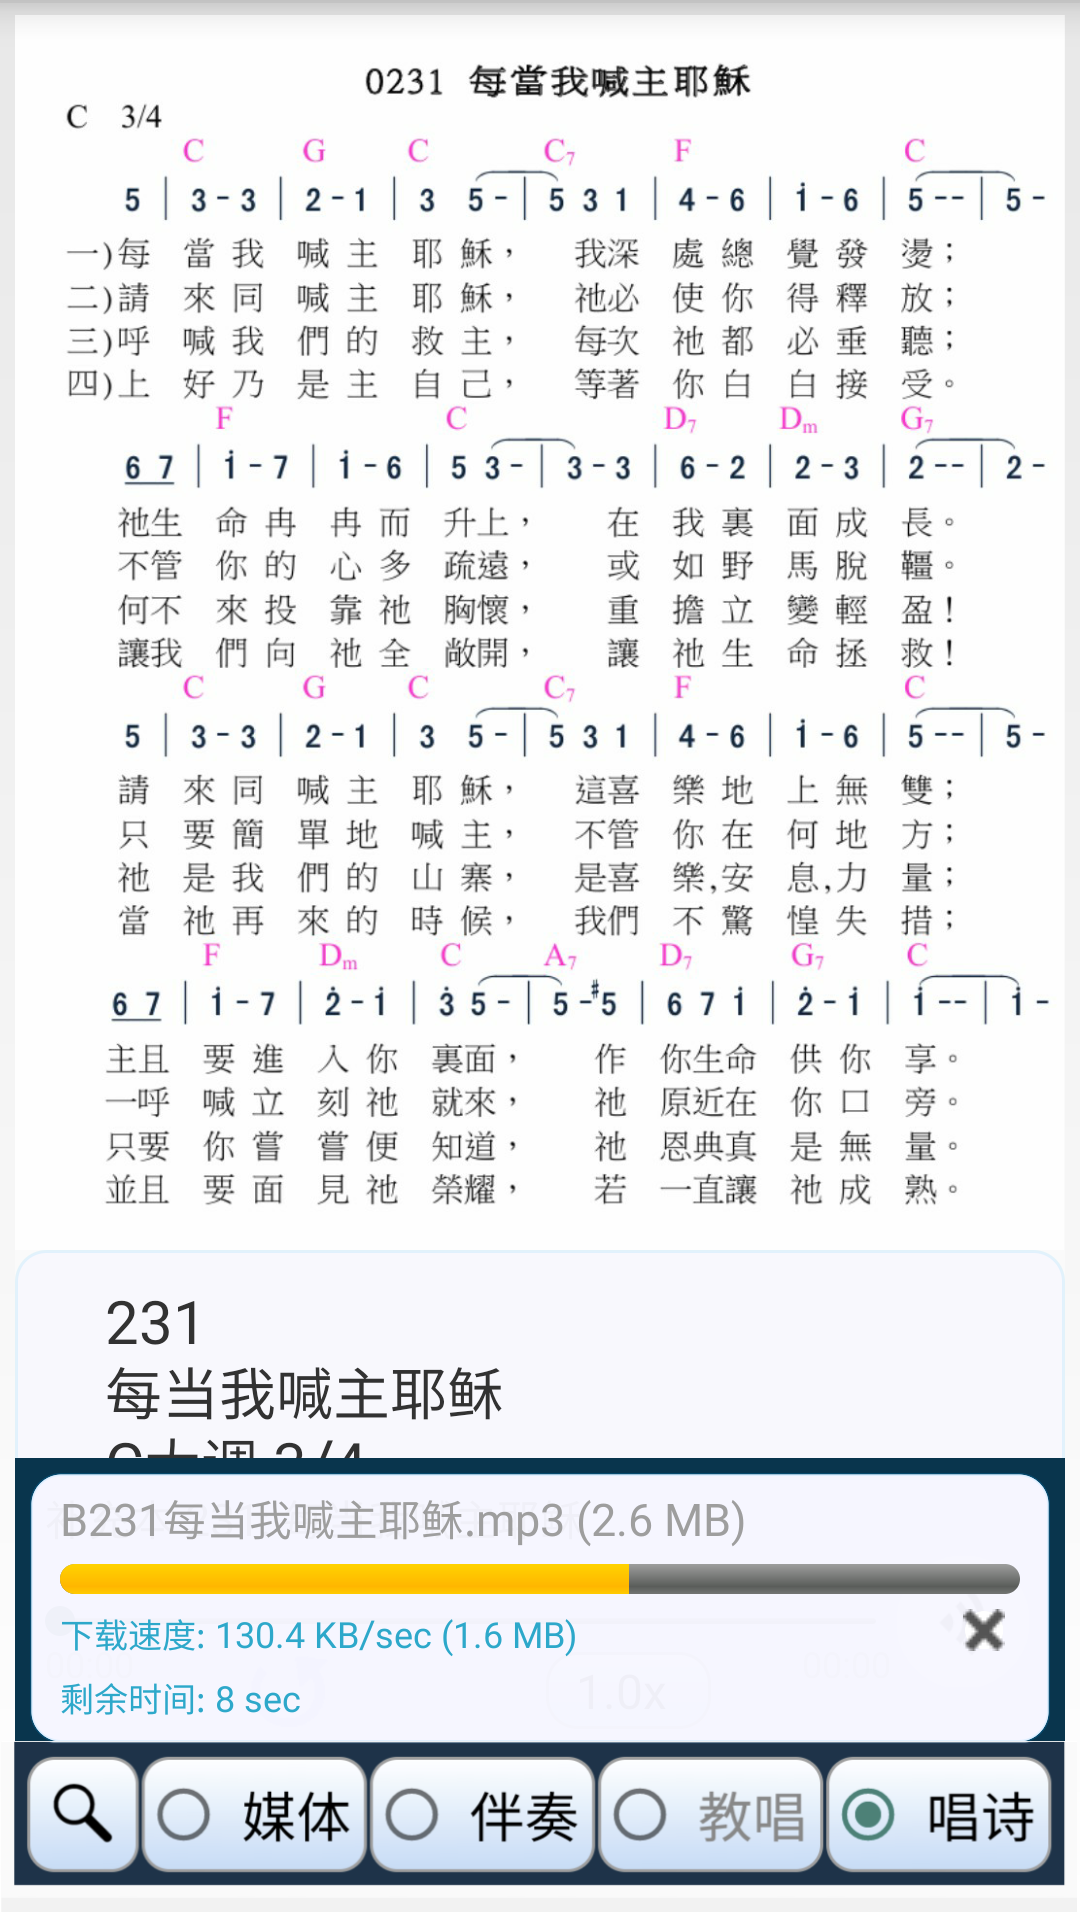 0231 每當我喊主耶穌
C 3/4
C G C C7 F C
5 | 3 - 3 | 2 - 1 | 3 5 - | 5 3 1 | 4 - 6 | i - 6 | 5 - - | 5 -
一)每 當 我 喊 主 耶 穌， 我深 處 總 覺 發 燙；
二)請 來 同 喊 主 耶 穌， 祂必 使 你 得 釋 放；
三)呼 喊 我 們 的 救 主， 每次 祂 都 必 垂 聽；
四)上 好 乃 是 主 自 己， 等著 你 白 白 接 受。
F C D7 Dm G7
6 7 | i - 7 | i - 6 | 5 3 - | 3 - 3 | 6 - 2 | 2 - 3 | 2 - - | 2 -
祂生 命 冉 冉 而 升上， 在 我 裏 面 成 長。
不管 你 的 心 多 疏遠， 或 如 野 馬 脫 韁。
何不 來 投 靠 祂 胸懷， 重 擔 立 變 輕 盈！
讓我 們 向 祂 全 敞開， 讓 祂 生 命 拯 救！
C G C C7 F C
5 | 3 - 3 | 2 - 1 | 3 5 - | 5 3 1 | 4 - 6 | i - 6 | 5 - - | 5 -
請 來 同 喊 主 耶 穌， 這喜 樂 地 上 無 雙；
只 要 簡 單 地 喊 主， 不管 你 在 何 地 方；
祂 是 我 們 的 山 寨， 是喜 樂,安 息,力 量；
當 祂 再 來 的 時 候， 我們 不 驚 惶 失 措；
F Dm C A7 D7 G7 C
6 7 | i - 7 | 2̇ - i | 3̇ 5 - | 5 - #5 | 6 7 i | 2̇ - i | i - - | i -
主且 要 進 入 你 裏面， 作 你生命 供 你 享。
一呼 喊 立 刻 祂 就來， 祂 原近在 你 口 旁。
只要 你 嘗 嘗 便 知道， 祂 恩典真 是 無 量。
並且 要 面 見 祂 榮耀， 若 一直讓 祂 成 熟。
231
每当我喊主耶稣
C大调 3/4
B231每当我喊主耶稣.mp3 (2.6 MB)
下载速度: 130.4 KB/sec (1.6 MB)
剩余时间: 8 sec
1.0x
媒体 伴奏 教唱 唱诗